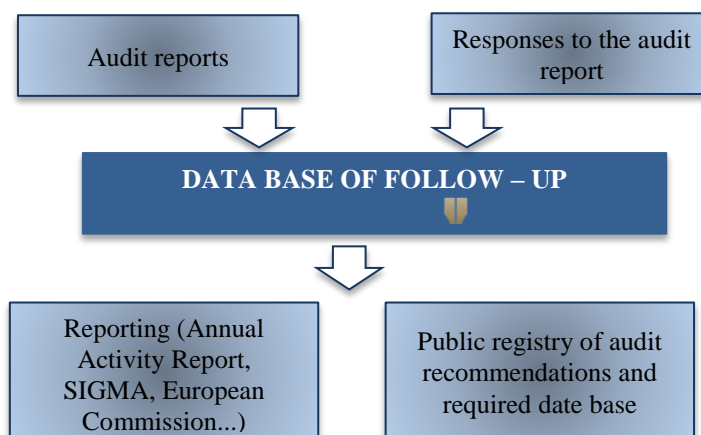 Audit reports
Responses to the audit
report
DATA BASE OF FOLLOW – UP
Reporting (Annual
Activity Report,
SIGMA, European
Commission...)
Public registry of audit
recommendations and
required date base